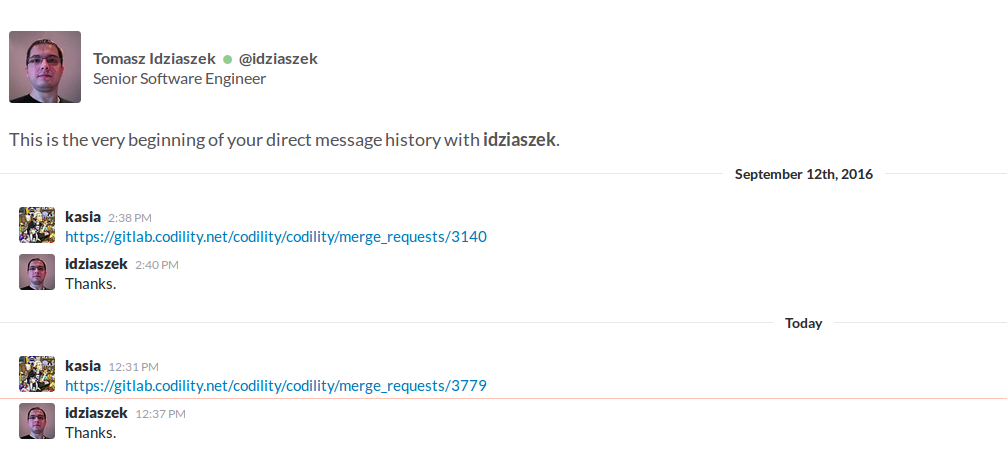 Tomasz Idziaszek @idziaszek
Senior Software Engineer
This is the very beginning of your direct message history with idziaszek.
September 12th, 2016
kasia 2:38 PM
https://gitlab.codility.net/codility/codility/merge_requests/3140
idziaszek 2:40 PM
Thanks.
Today
kasia 12:31 PM
https://gitlab.codility.net/codility/codility/merge_requests/3779
idziaszek 12:37 PM
Thanks.